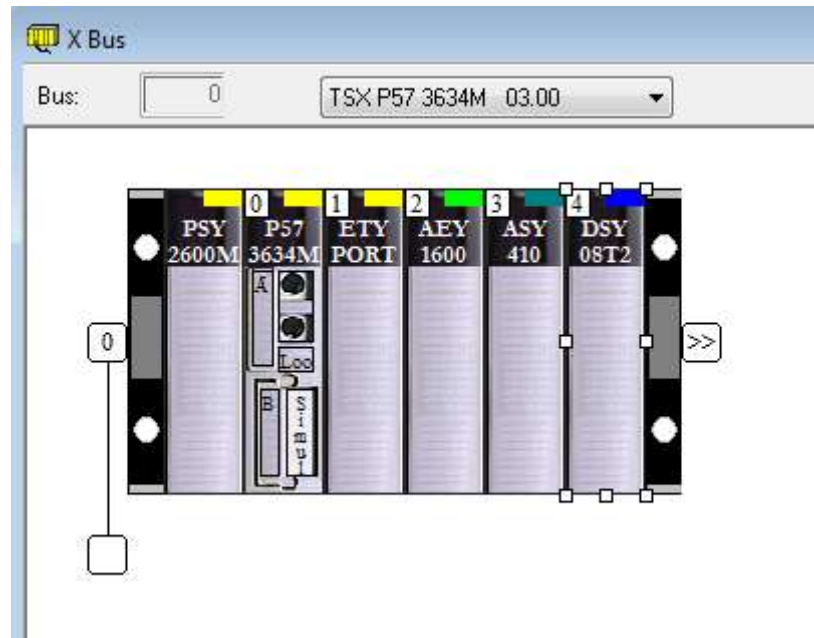 X Bus
Bus: 0 TSX P57 3634M 03.00
0 1 2 3 4
PSY P57 ETY AEY ASY DSY
2600M 3634M PORT 1600 410 08T2
A
0 >>
Loo
B Simul